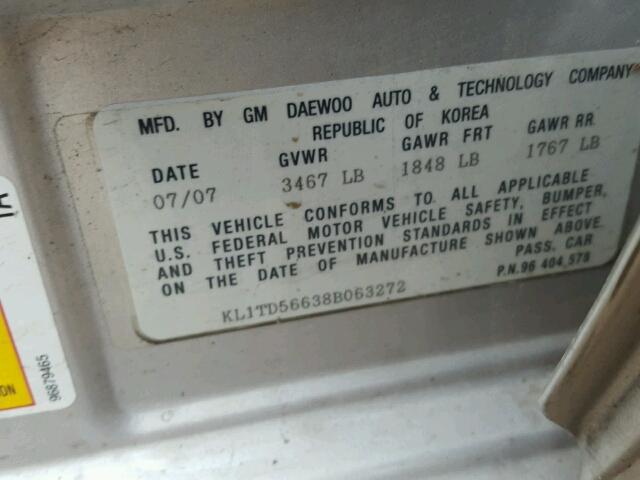 MFD. BY GM DAEWOO AUTO & TECHNOLOGY COMPANY
REPUBLIC OF KOREA
DATE GVWR GAWR FRT GAWR RR
07/07 3467 LB 1848 LB 1767 LB
THIS VEHICLE CONFORMS TO ALL APPLICABLE
U.S. FEDERAL MOTOR VEHICLE SAFETY, BUMPER,
AND THEFT PREVENTION STANDARDS IN EFFECT
ON THE DATE OF MANUFACTURE SHOWN ABOVE.
PASS. CAR
P.N.96 404 578
KL1TD56638B063272
96879465